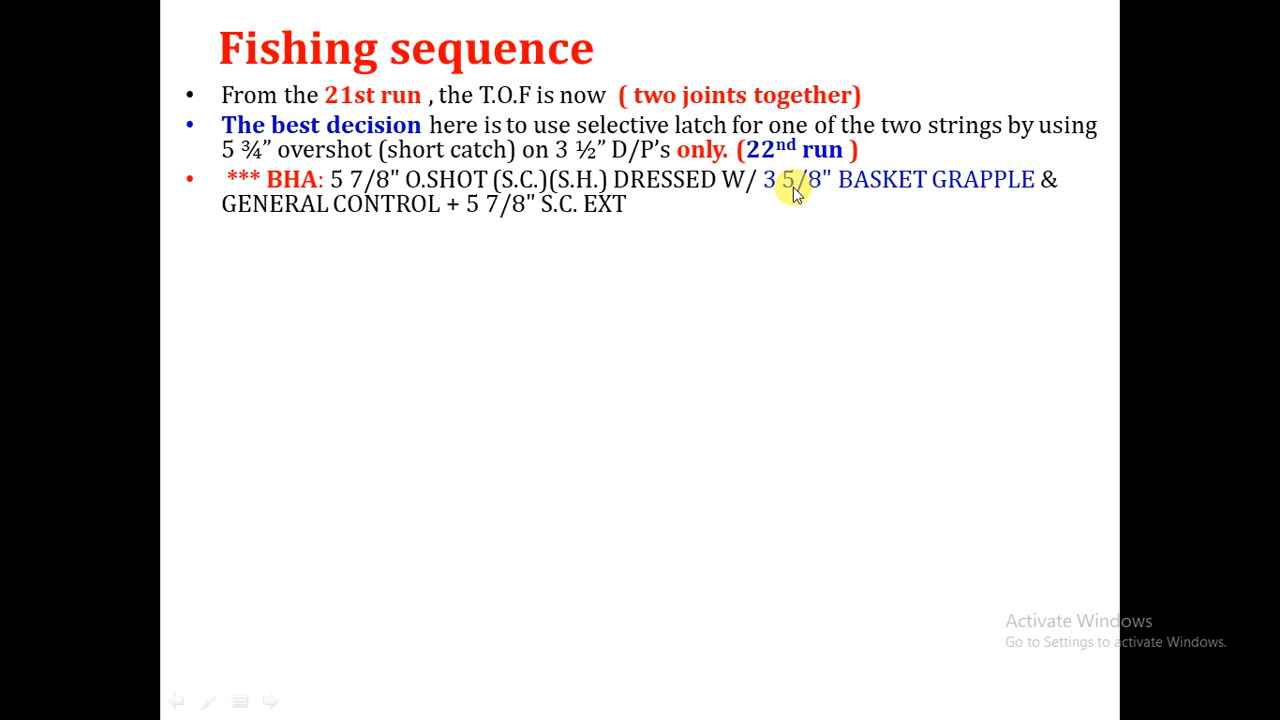 Fishing sequence
• From the 21st run , the T.O.F is now ( two joints together)
• The best decision here is to use selective latch for one of the two strings by using
5 ¾” overshot (short catch) on 3 ½” D/P’s only. (22nd run )
• *** BHA: 5 7/8" O.SHOT (S.C.)(S.H.) DRESSED W/ 3 5/8" BASKET GRAPPLE &
GENERAL CONTROL + 5 7/8" S.C. EXT
Activate Windows
Go to Settings to activate Windows.